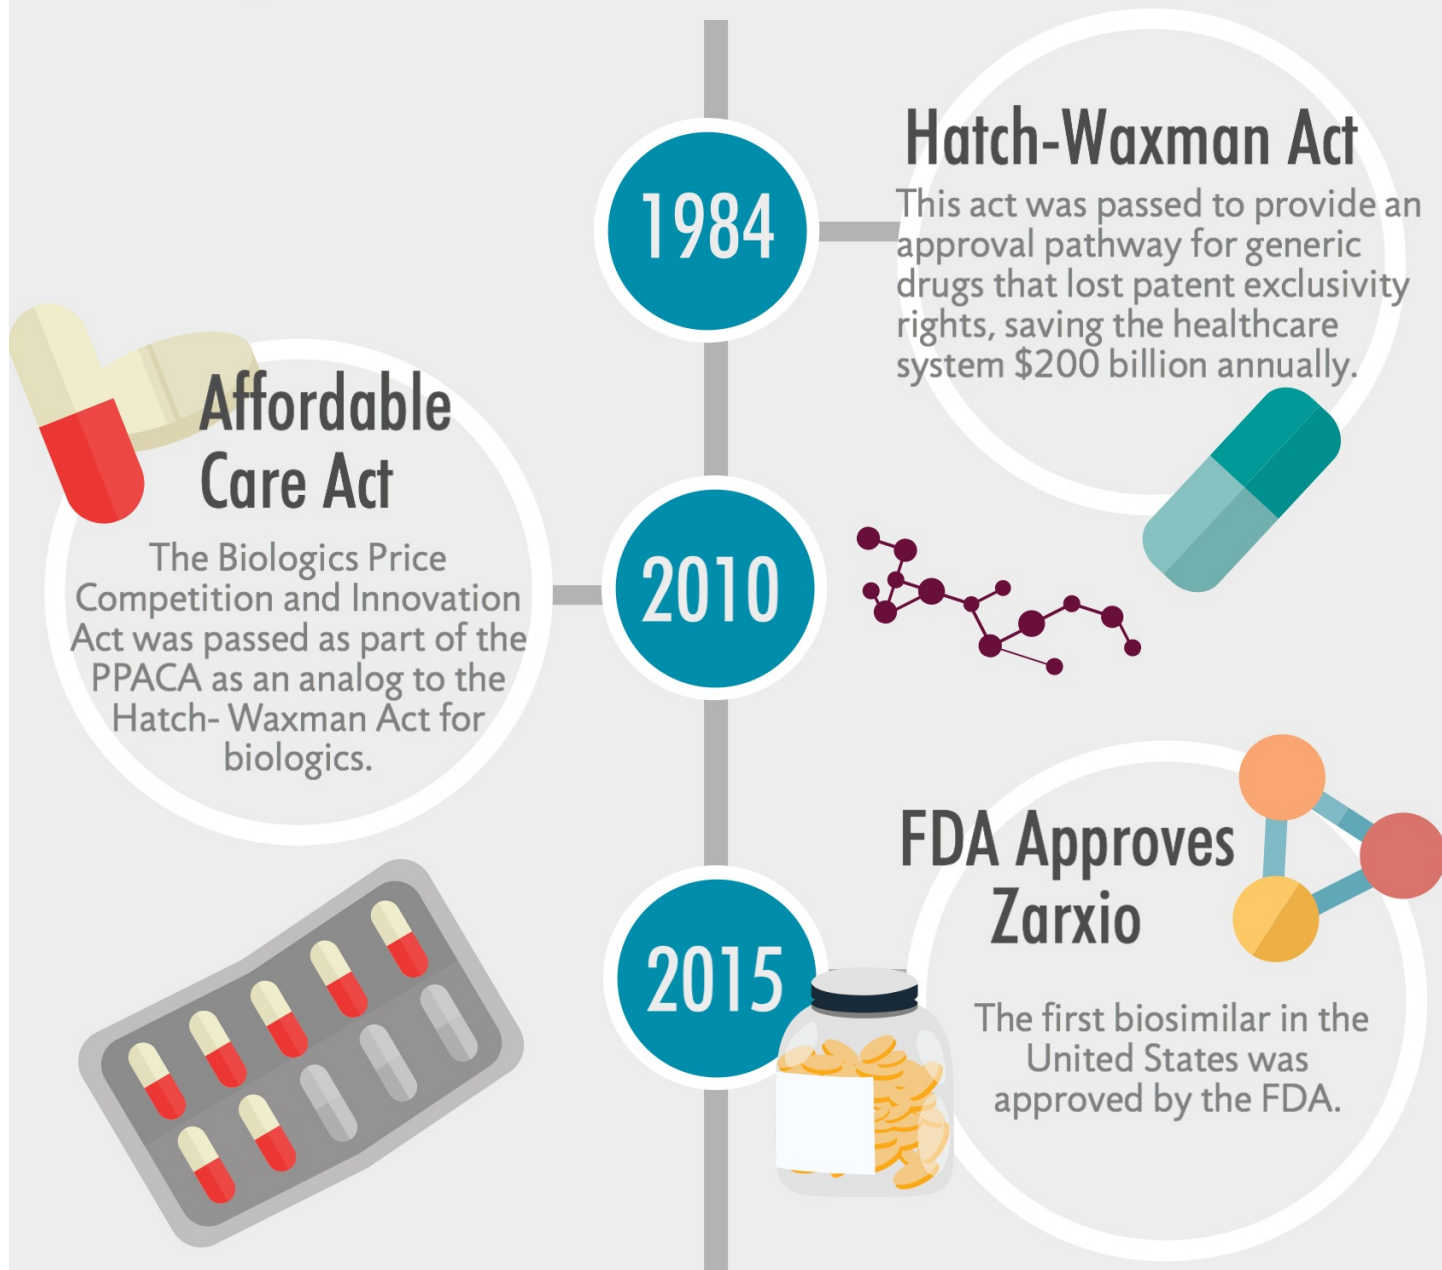 1984
Hatch-Waxman Act
This act was passed to provide an
approval pathway for generic
drugs that lost patent exclusivity
rights, saving the healthcare
system $200 billion annually.
Affordable
Care Act
The Biologics Price
Competition and Innovation
Act was passed as part of the
PPACA as an analog to the
Hatch- Waxman Act for
biologics.
2010
FDA Approves
Zarxio
2015
The first biosimilar in the
United States was
approved by the FDA.